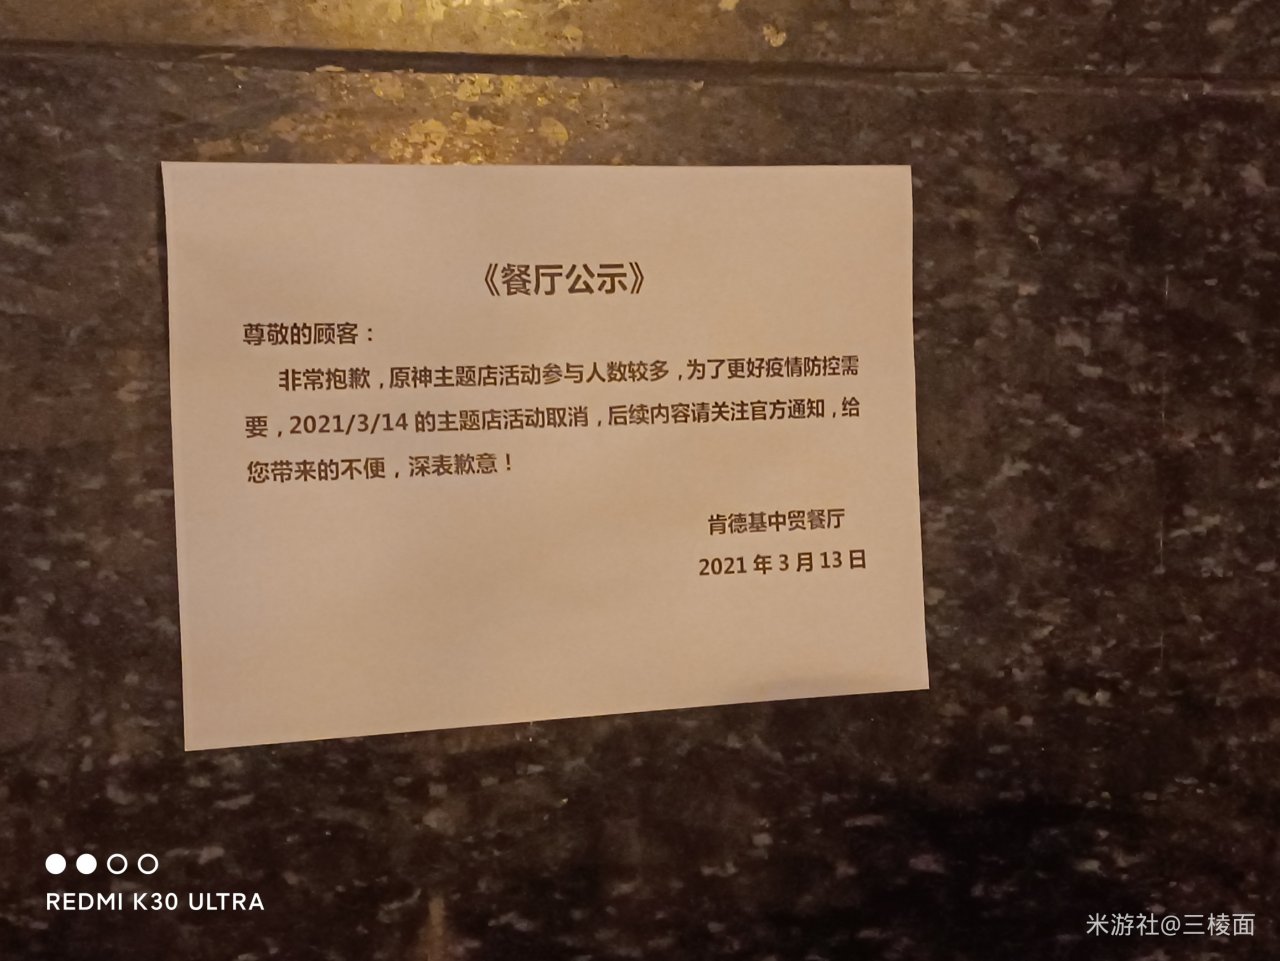 《餐厅公示》
尊敬的顾客：
非常抱歉，原神主题店活动参与人数较多，为了更好疫情防控需
要，2021/3/14 的主题店活动取消，后续内容请关注官方通知，给
您带来的不便，深表歉意！
肯德基中贸餐厅
2021 年 3 月 13 日
REDMI K30 ULTRA
米游社@三棱面